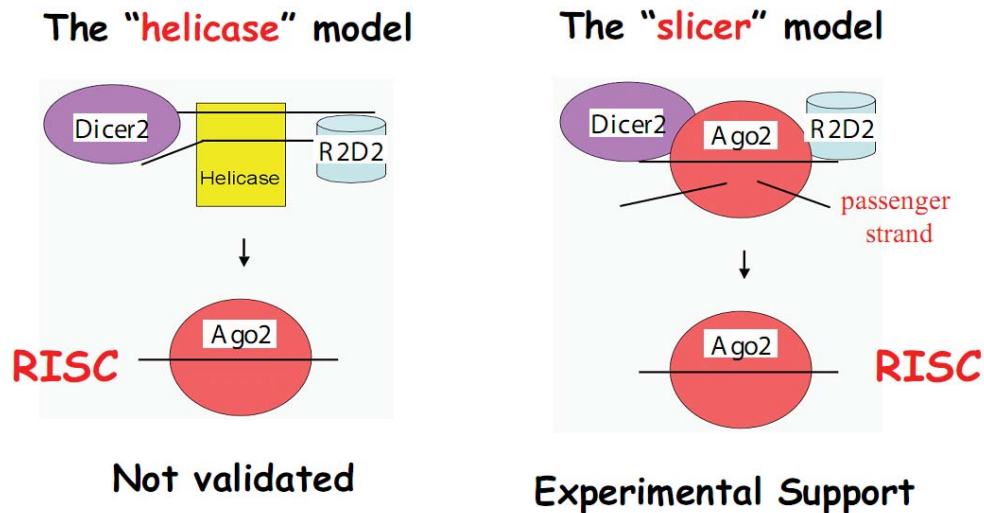 The “helicase” model
Dicer2
R2D2
Helicase
Ago2
RISC
Not validated
The “slicer” model
Dicer2
Ago2
R2D2
passenger
strand
Ago2
RISC
Experimental Support